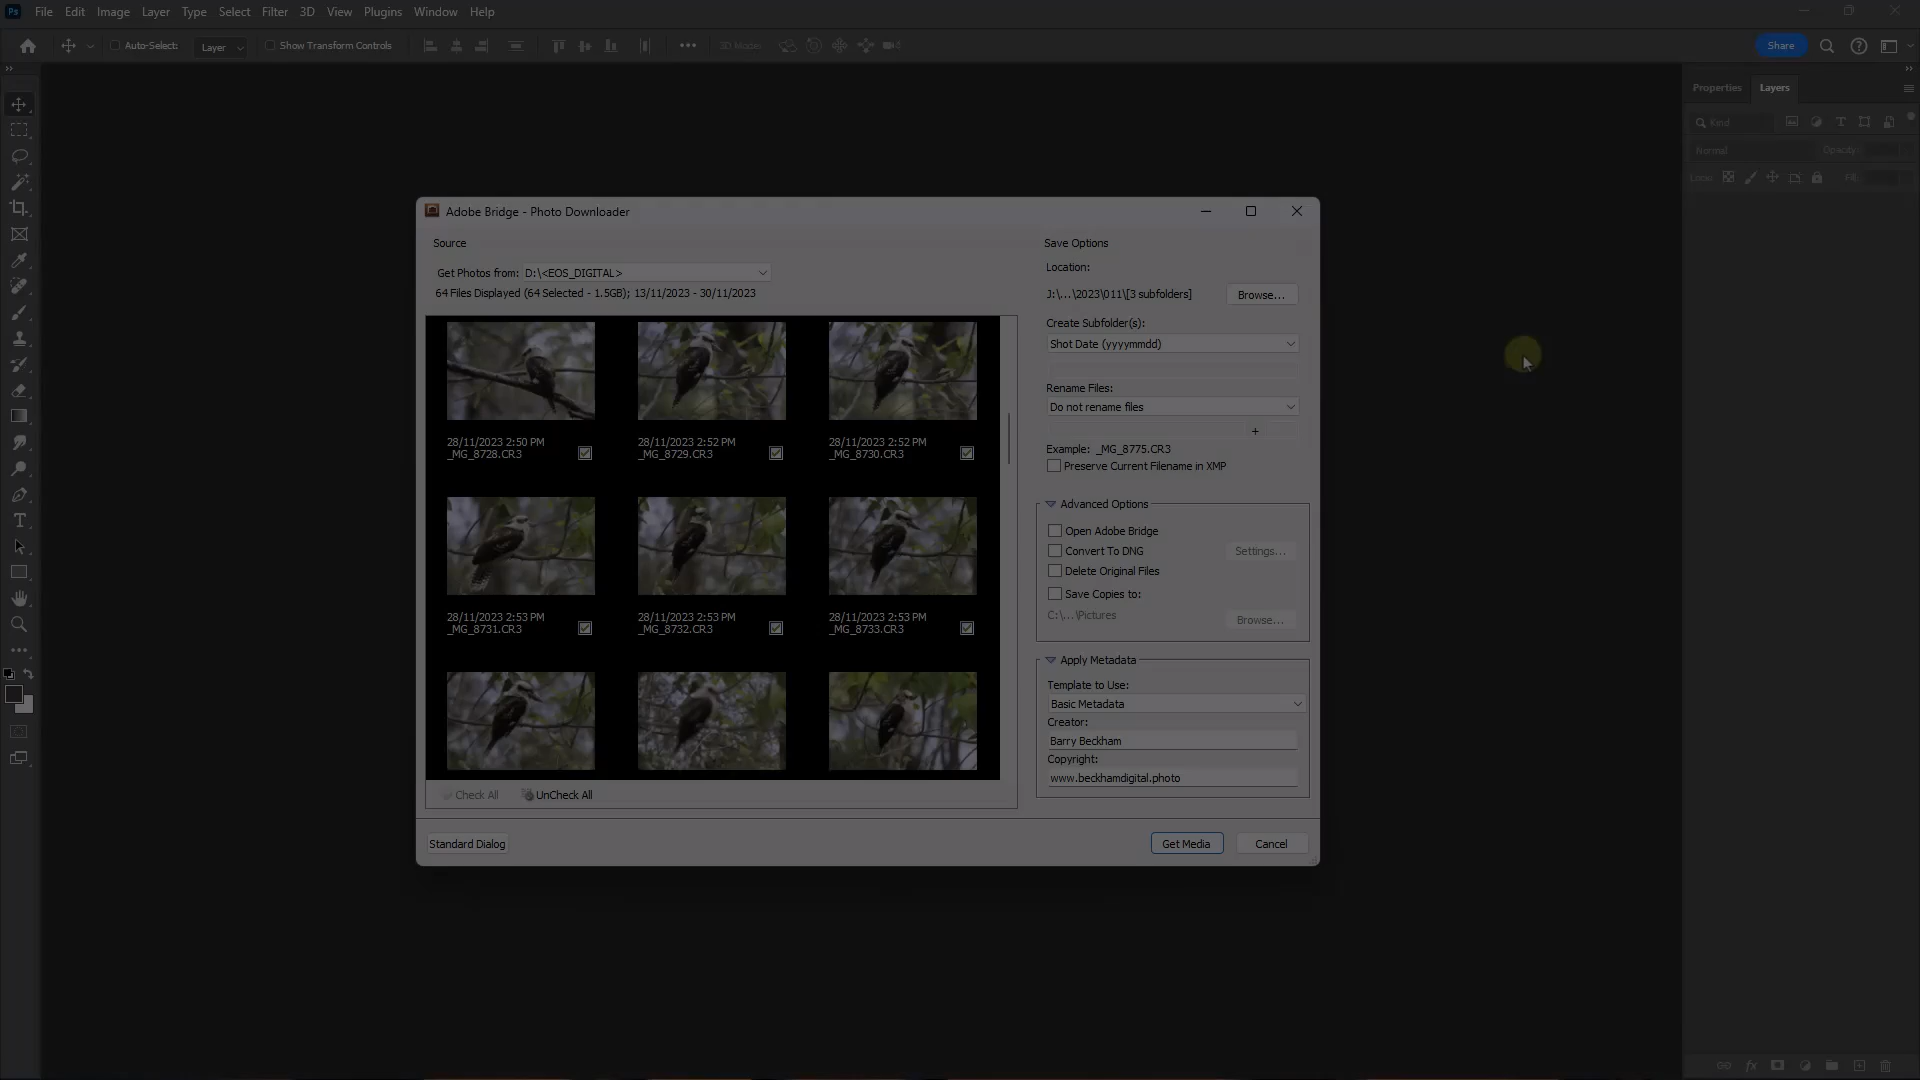 Ps File Edit Image Layer Type Select Filter 3D View Plugins Window Help
Auto-Select: Layer Show Transform Controls 3D Mode: Share
Properties Layers
Kind
Normal Opacity:
Lock: Fill:
Adobe Bridge - Photo Downloader
Source
Get Photos from: D:\<EOS_DIGITAL>
64 Files Displayed (64 Selected - 1.5GB); 13/11/2023 - 30/11/2023
28/11/2023 2:50 PM
_MG_8728.CR3
28/11/2023 2:52 PM
_MG_8729.CR3
28/11/2023 2:52 PM
_MG_8730.CR3
28/11/2023 2:53 PM
_MG_8731.CR3
28/11/2023 2:53 PM
_MG_8732.CR3
28/11/2023 2:53 PM
_MG_8733.CR3
Check All UnCheck All
Standard Dialog
Save Options
Location:
J:\...\2023\011\[3 subfolders] Browse...
Create Subfolder(s):
Shot Date (yyyymmdd)
Rename Files:
Do not rename files
+
Example: _MG_8775.CR3
Preserve Current Filename in XMP
Advanced Options
Open Adobe Bridge
Convert To DNG Settings...
Delete Original Files
Save Copies to:
C:\...\Pictures Browse...
Apply Metadata
Template to Use:
Basic Metadata
Creator:
Barry Beckham
Copyright:
www.beckhamdigital.photo
Get Media Cancel